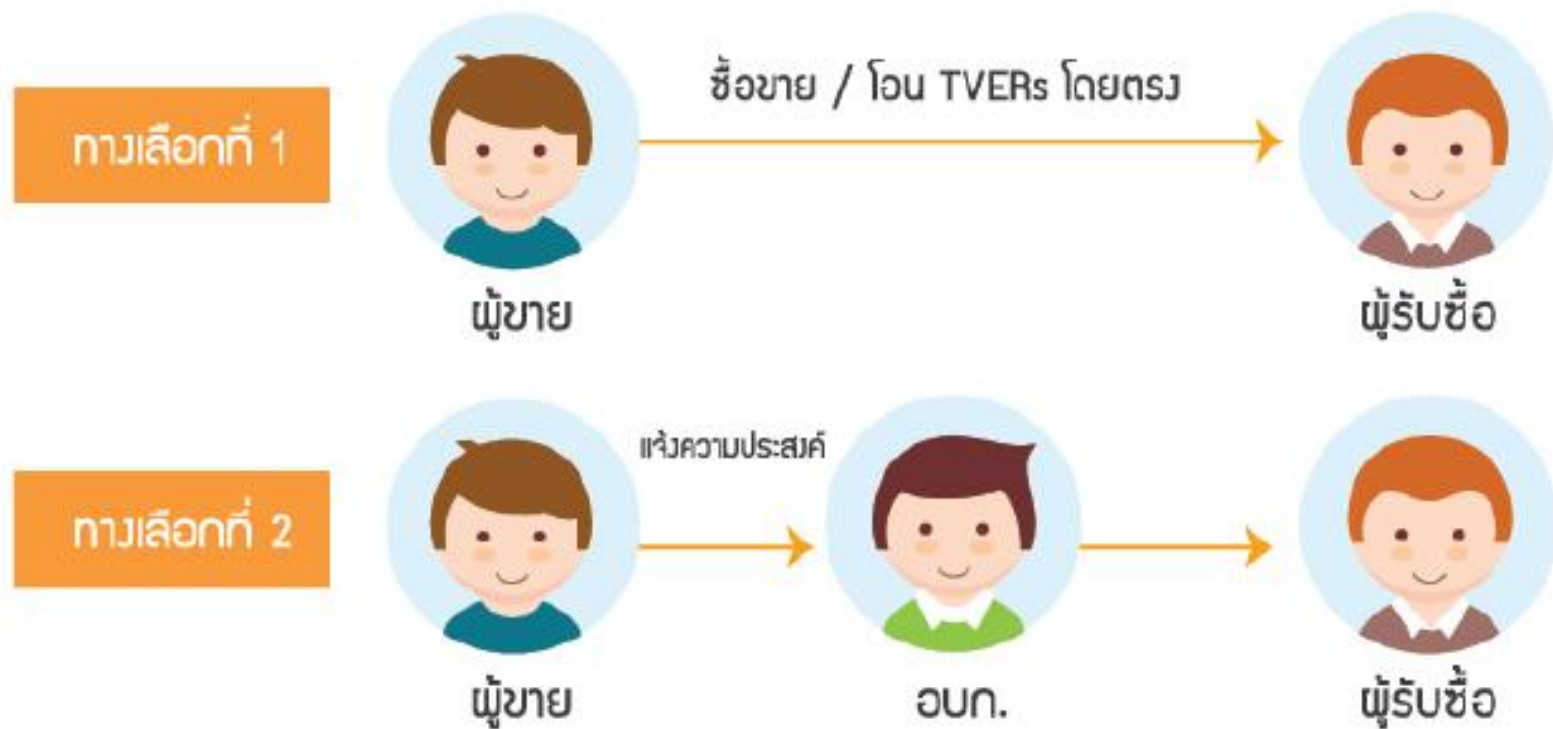 ทางเลือกที่ 1
ซื้อขาย / โอน TVERs โดยตรง
ผู้ขาย
ผู้รับซื้อ
ทางเลือกที่ 2
แจ้งความประสงค์
ผู้ขาย
อบก.
ผู้รับซื้อ